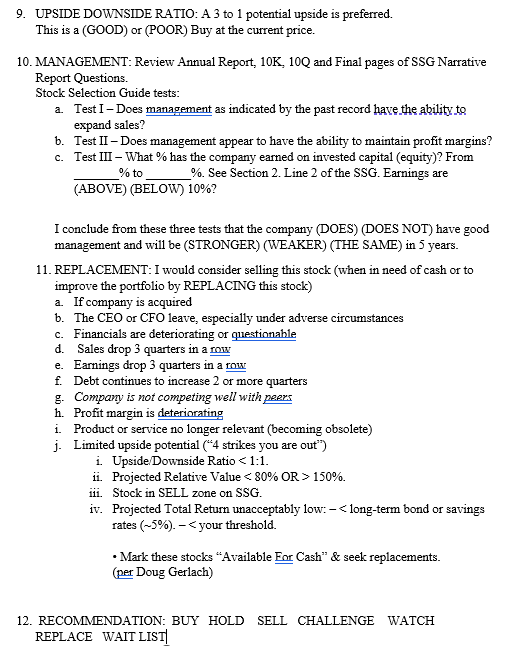 9. UPSIDE DOWNSIDE RATIO: A 3 to 1 potential upside is preferred.
This is a (GOOD) or (POOR) Buy at the current price.
10. MANAGEMENT: Review Annual Report, 10K, 10Q and Final pages of SSG Narrative
Report Questions.
Stock Selection Guide tests:
a. Test I – Does management as indicated by the past record have the ability to
expand sales?
b. Test II – Does management appear to have the ability to maintain profit margins?
c. Test III – What % has the company earned on invested capital (equity)? From
_______% to _______%. See Section 2. Line 2 of the SSG. Earnings are
(ABOVE) (BELOW) 10%?
I conclude from these three tests that the company (DOES) (DOES NOT) have good
management and will be (STRONGER) (WEAKER) (THE SAME) in 5 years.
11. REPLACEMENT: I would consider selling this stock (when in need of cash or to
improve the portfolio by REPLACING this stock)
a. If company is acquired
b. The CEO or CFO leave, especially under adverse circumstances
c. Financials are deteriorating or questionable
d. Sales drop 3 quarters in a row
e. Earnings drop 3 quarters in a row
f. Debt continues to increase 2 or more quarters
g. Company is not competing well with peers
h. Profit margin is deteriorating
i. Product or service no longer relevant (becoming obsolete)
j. Limited upside potential (“4 strikes you are out”)
i. Upside/Downside Ratio < 1:1.
ii. Projected Relative Value < 80% OR > 150%.
iii. Stock in SELL zone on SSG.
iv. Projected Total Return unacceptably low: – < long-term bond or savings
rates (~5%). – < your threshold.
• Mark these stocks “Available For Cash” & seek replacements.
(per Doug Gerlach)
12. RECOMMENDATION: BUY HOLD SELL CHALLENGE WATCH
REPLACE WAIT LIST